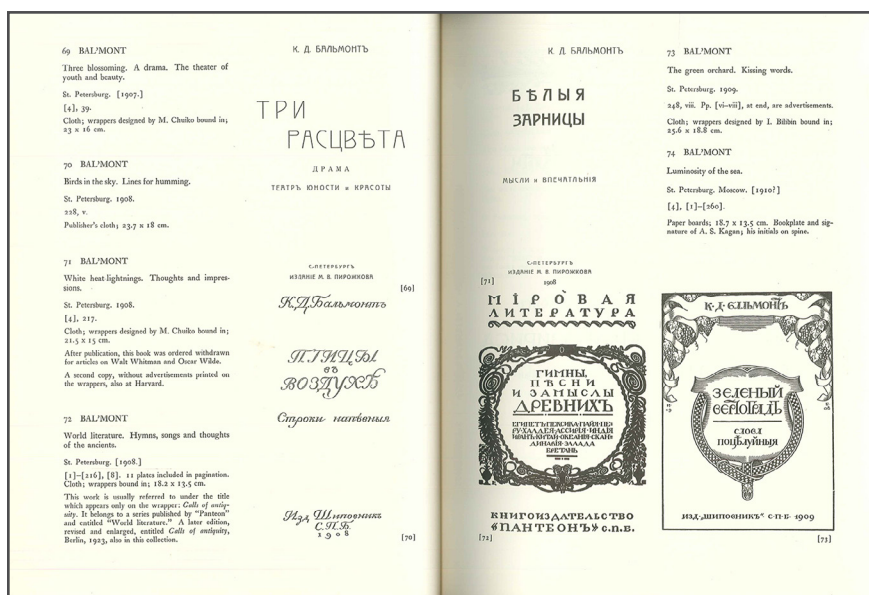 69 BAL'MONT
Three blossoming. A drama. The theater of
youth and beauty.
St. Petersburg. [1907.]
[4], 39.
Cloth; wrappers designed by M. Chuiko bound in;
23 x 16 cm.
70 BAL'MONT
Birds in the sky. Lines for humming.
St. Petersburg. 1908.
228, v.
Publisher's cloth; 23.7 x 18 cm.
71 BAL'MONT
White heat-lightnings. Thoughts and impres-
sions.
St. Petersburg. 1908.
[4], 217.
Cloth; wrappers designed by M. Chuiko bound in;
21.5 x 15 cm.
After publication, this book was ordered withdrawn
for articles on Walt Whitman and Oscar Wilde.
A second copy, without advertisements printed on
the wrappers, also at Harvard.
72 BAL'MONT
World literature. Hymns, songs and thoughts
of the ancients.
St. Petersburg. [1908.]
[1]–[216], [8]. 11 plates included in pagination.
Cloth; wrappers bound in; 18.2 x 13.5 cm.
This work is usually referred to under the title
which appears only on the wrapper: Calls of antiq-
uity. It belongs to a series published by "Panteon"
and entitled "World literature." A later edition,
revised and enlarged, entitled Calls of antiquity,
Berlin, 1923, also in this collection.
К. Д. БАЛЬМОНТЪ
ТРИ
РАСЦВѢТА
ДРАМА
ТЕАТРЪ ЮНОСТИ и КРАСОТЫ
С-ПЕТЕРБУРГЪ
ИЗДАНІЕ М. В. ПИРОЖКОВА
[69]
К.Д.Бальмонтъ
ПТИЦЫ
въ
ВОЗДУХѢ
Строки напѣвныя
Изд Шиповникъ
С.П.Б.
1908
[70]
К. Д. БАЛЬМОНТЪ
БѢЛЫЯ
ЗАРНИЦЫ
МЫСЛИ и ВПЕЧАТЛѢНІЯ
С-ПЕТЕРБУРГЪ
ИЗДАНІЕ М. В. ПИРОЖКОВА
1908
[71]
МІРОВАЯ
ЛИТЕРАТУРА
ГИМНЫ,
ПѢСНИ
И ЗАМЫСЛЫ
ДРЕВНИХЪ
ЕГИПЕТЪ·МЕКСИКА·МАЙЯ·ПЕ-
РУ·ХАЛДЕЯ·АССИРІЯ·ИНДІЯ
ИРАНЪ·КИТАЙ·ОКЕАНІЯ·СКАН-
ДИНАВІЯ·ЭЛЛАДА
БРЕТАНЬ
КНИГОИЗДАТЕЛЬСТВО
«ПАНТЕОНЪ» С.П.Б.
[72]
73 BAL'MONT
The green orchard. Kissing words.
St. Petersburg. 1909.
248, viii. Pp. [vi–viii], at end, are advertisements.
Cloth; wrappers designed by I. Bilibin bound in;
25.6 x 18.8 cm.
74 BAL'MONT
Luminosity of the sea.
St. Petersburg. Moscow. [1910?]
[4], [1]–[260].
Paper boards; 18.7 x 13.5 cm. Bookplate and sig-
nature of A. S. Kagan; his initials on spine.
К·Д·БАЛЬМОНТЪ
ЗЕЛЕНЫЙ
ВЕРТОГРАДЪ
СЛОВА
ПОЦѢЛУЙНЫЯ
ИЗД „ШИПОВНИКЪ" С·П·Б· 1909
[73]